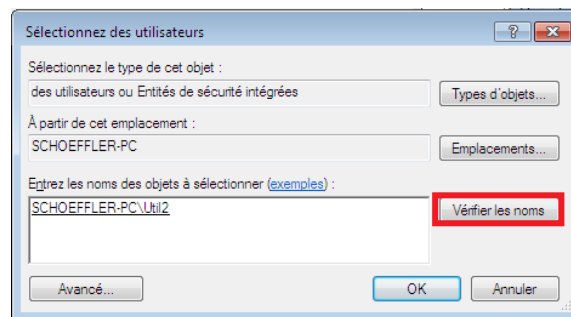 Sélectionnez des utilisateurs
Sélectionnez le type de cet objet :
des utilisateurs ou Entités de sécurité intégrées
Types d'objets...
À partir de cet emplacement :
SCHOEFFLER-PC
Emplacements...
Entrez les noms des objets à sélectionner (exemples) :
SCHOEFFLER-PC\Util2
Vérifier les noms
Avancé...
OK
Annuler